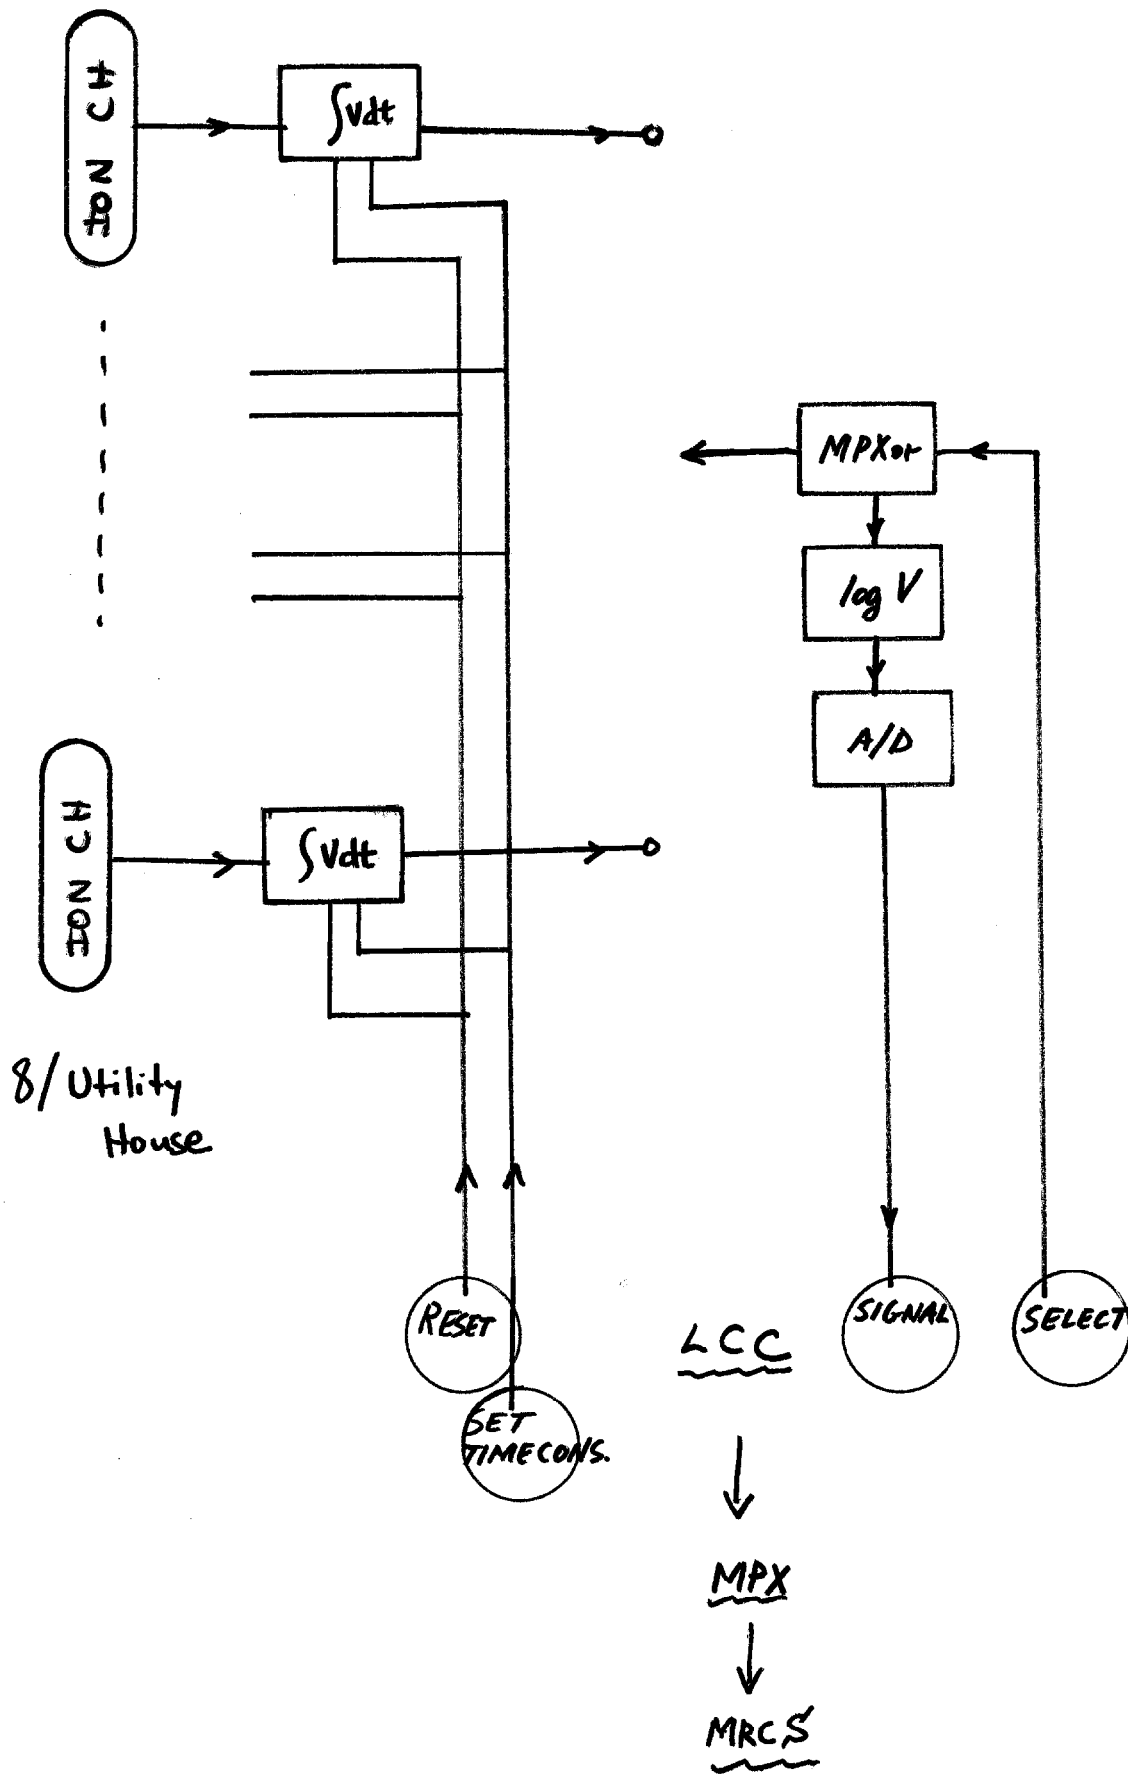 ION CH
∫Vdt
MPXor
log V
A/D
ION CH
∫Vdt
8/Utility
House
RESET
SET
TIMECONS.
LCC
SIGNAL
SELECT
MPX
MRCS